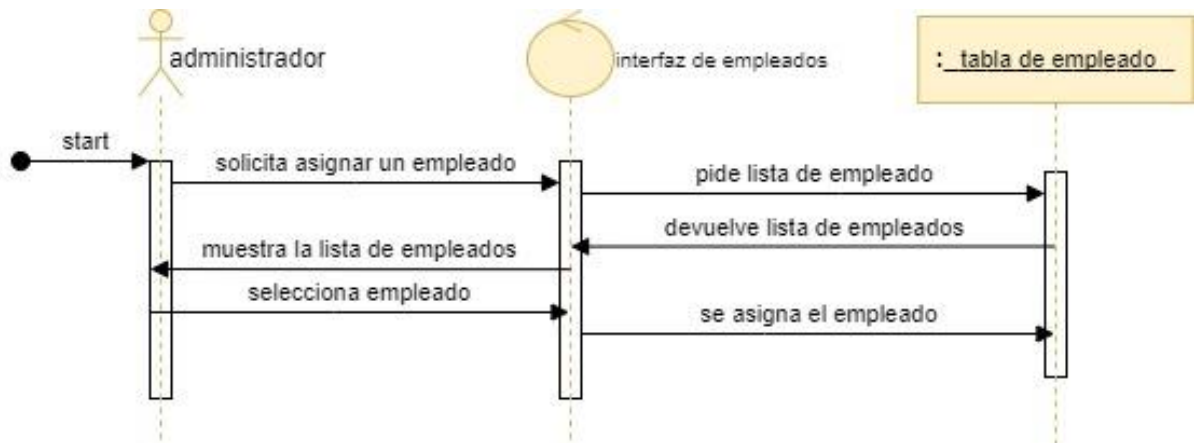 administrador
interfaz de empleados
: tabla de empleado
start
solicita asignar un empleado
pide lista de empleado
devuelve lista de empleados
muestra la lista de empleados
selecciona empleado
se asigna el empleado